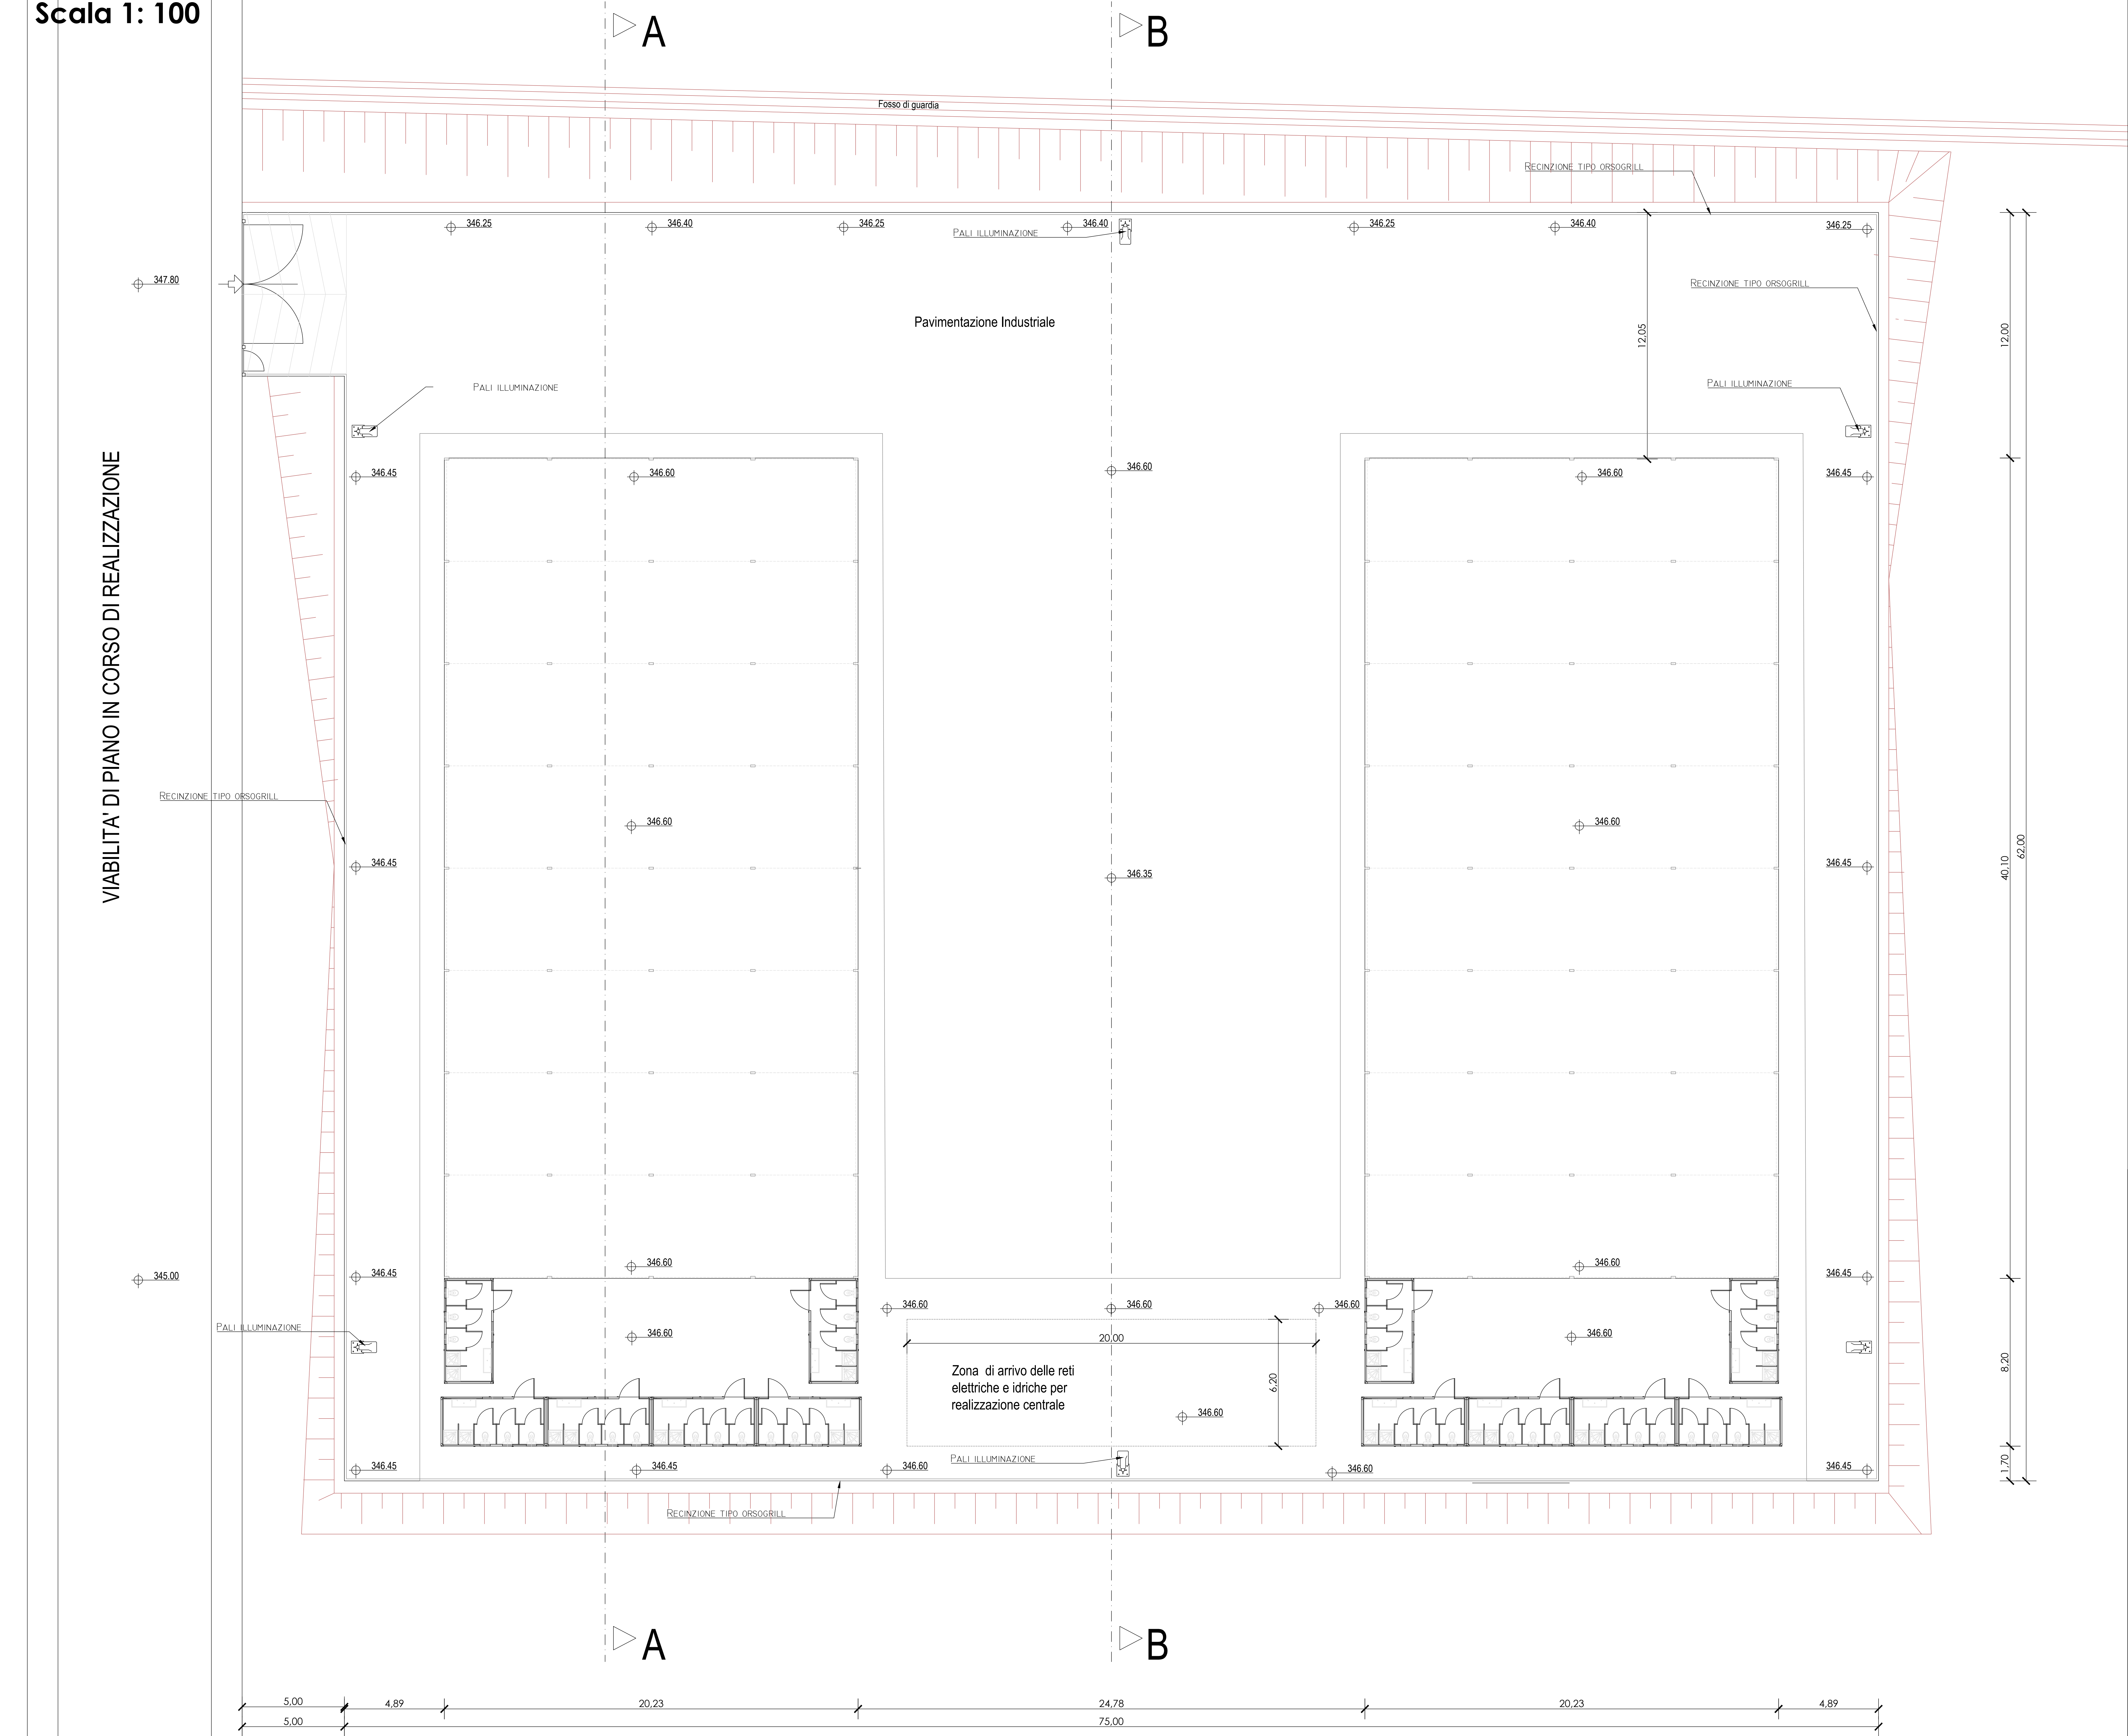 Scala 1: 100
A
B
Fosso di guardia
RECINZIONE TIPO ORSOGRILL
346.25
346.40
346.25
346.40
346.25
346.40
346.25
PALI ILLUMINAZIONE
347.80
RECINZIONE TIPO ORSOGRILL
Pavimentazione Industriale
12,05
12,00
PALI ILLUMINAZIONE
PALI ILLUMINAZIONE
346.45
346.60
346.60
346.60
346.45
VIABILITA' DI PIANO IN CORSO DI REALIZZAZIONE
RECINZIONE TIPO ORSOGRILL
346.60
346.60
62,00
346.45
346.35
346.45
40,10
346.60
346.60
346.45
346.45
345.00
346.60
346.60
346.60
PALI ILLUMINAZIONE
346.60
20,00
346.60
Zona di arrivo delle reti
elettriche e idriche per
realizzazione centrale
6,20
8,20
346.60
PALI ILLUMINAZIONE
346.45
346.45
346.60
346.60
346.45
1,70
RECINZIONE TIPO ORSOGRILL
A
B
5,00
4,89
20,23
24,78
20,23
4,89
5,00
75,00